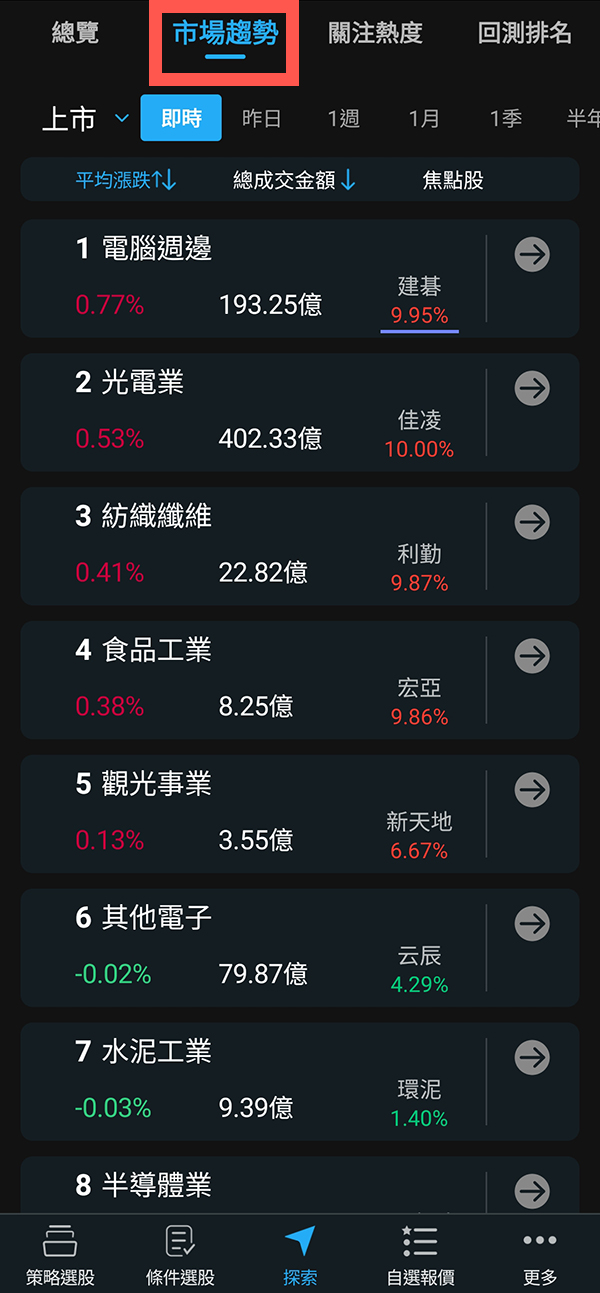 總覽 市場趨勢 關注熱度 回測排名
上市 即時 昨日 1週 1月 1季 半年
平均漲跌↑↓ 總成交金額↓ 焦點股
1 電腦週邊
0.77% 193.25億 建碁 9.95%
2 光電業
0.53% 402.33億 佳凌 10.00%
3 紡織纖維
0.41% 22.82億 利勤 9.87%
4 食品工業
0.38% 8.25億 宏亞 9.86%
5 觀光事業
0.13% 3.55億 新天地 6.67%
6 其他電子
-0.02% 79.87億 云辰 4.29%
7 水泥工業
-0.03% 9.39億 環泥 1.40%
8 半導體業
策略選股 條件選股 探索 自選報價 更多